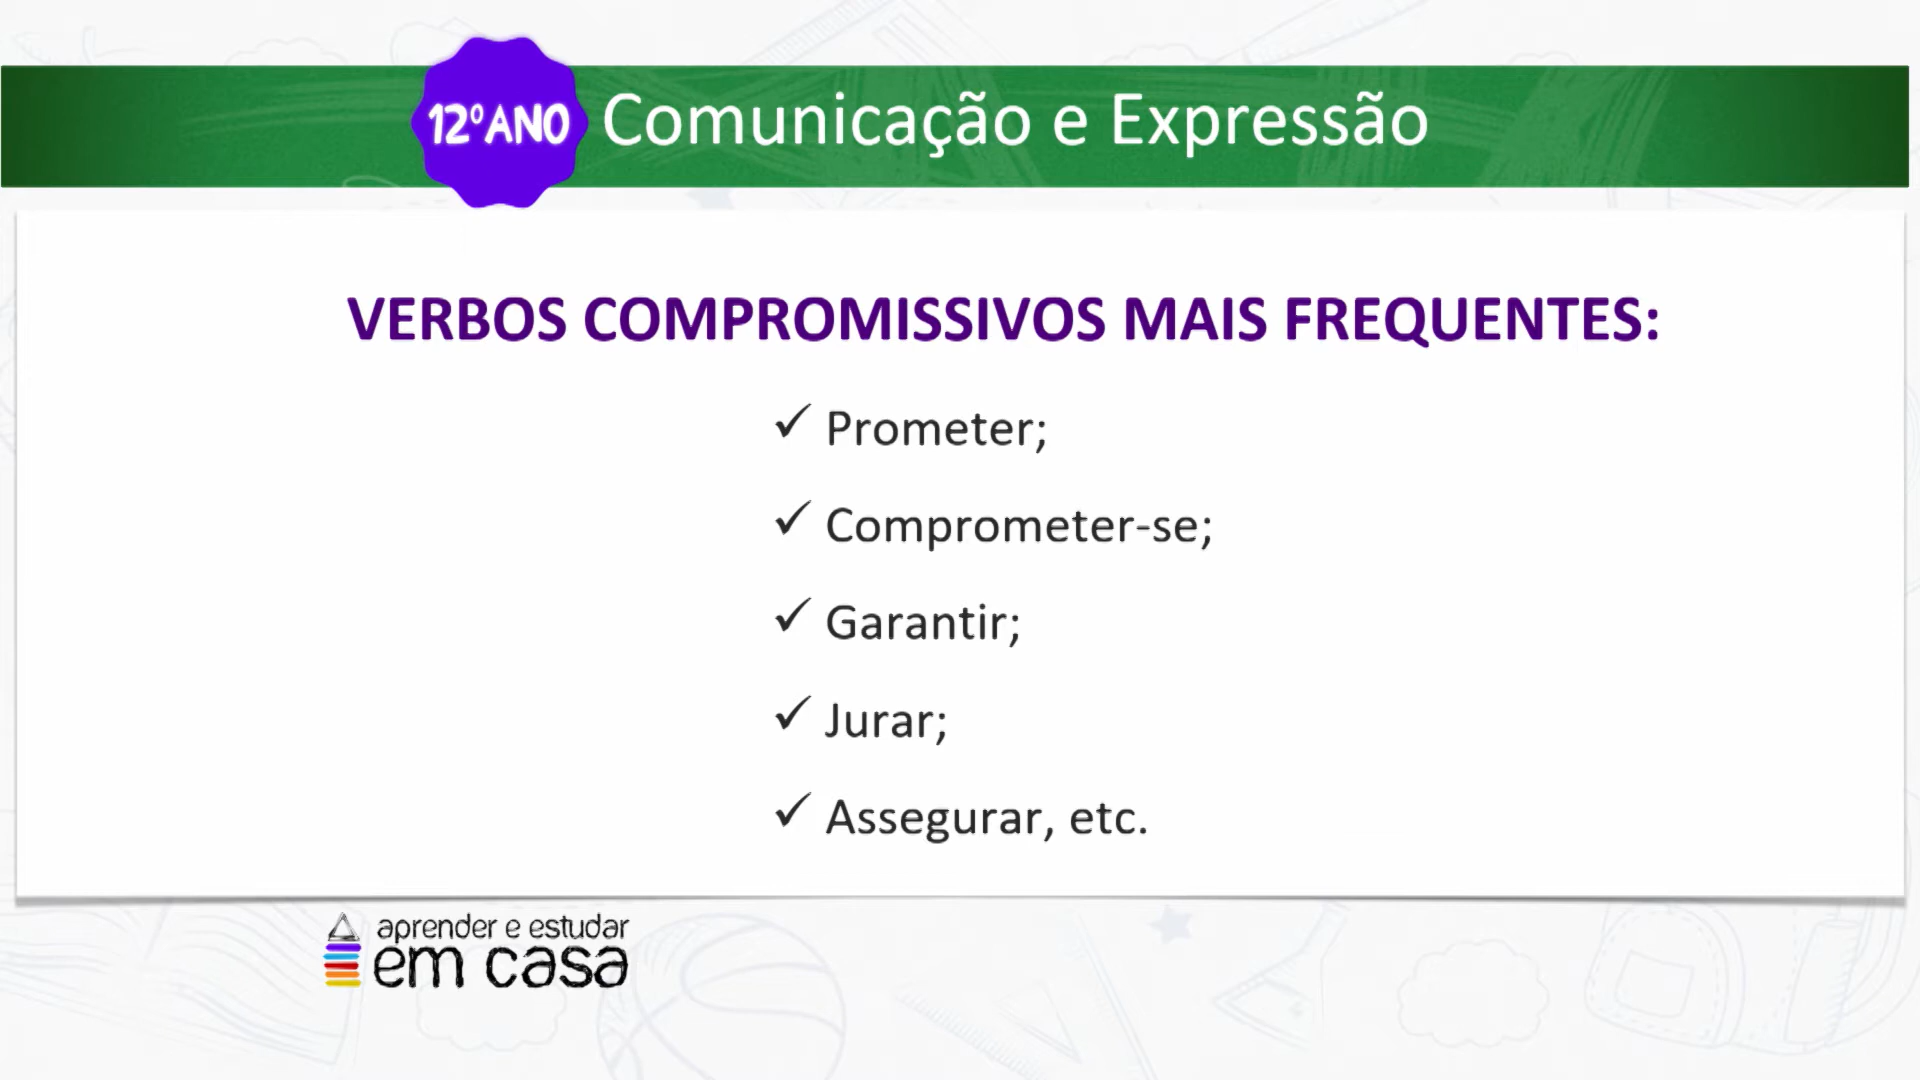 12ºANO Comunicação e Expressão
VERBOS COMPROMISSIVOS MAIS FREQUENTES:
✓ Prometer;
✓ Comprometer-se;
✓ Garantir;
✓ Jurar;
✓ Assegurar, etc.
aprender e estudar
em casa